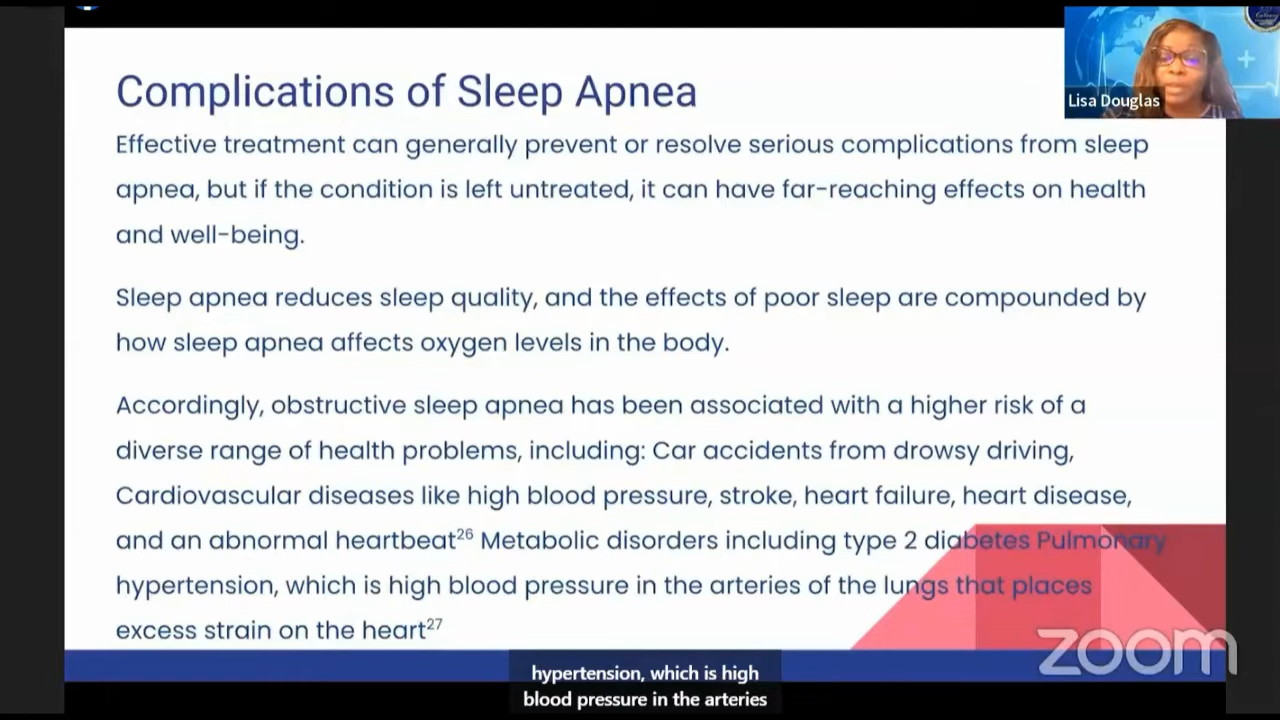 Complications of Sleep Apnea
Lisa Douglas
Effective treatment can generally prevent or resolve serious complications from sleep
apnea, but if the condition is left untreated, it can have far-reaching effects on health
and well-being.
Sleep apnea reduces sleep quality, and the effects of poor sleep are compounded by
how sleep apnea affects oxygen levels in the body.
Accordingly, obstructive sleep apnea has been associated with a higher risk of a
diverse range of health problems, including: Car accidents from drowsy driving,
Cardiovascular diseases like high blood pressure, stroke, heart failure, heart disease,
and an abnormal heartbeat26 Metabolic disorders including type 2 diabetes Pulmonary
hypertension, which is high blood pressure in the arteries of the lungs that places
excess strain on the heart27
zoom
hypertension, which is high
blood pressure in the arteries